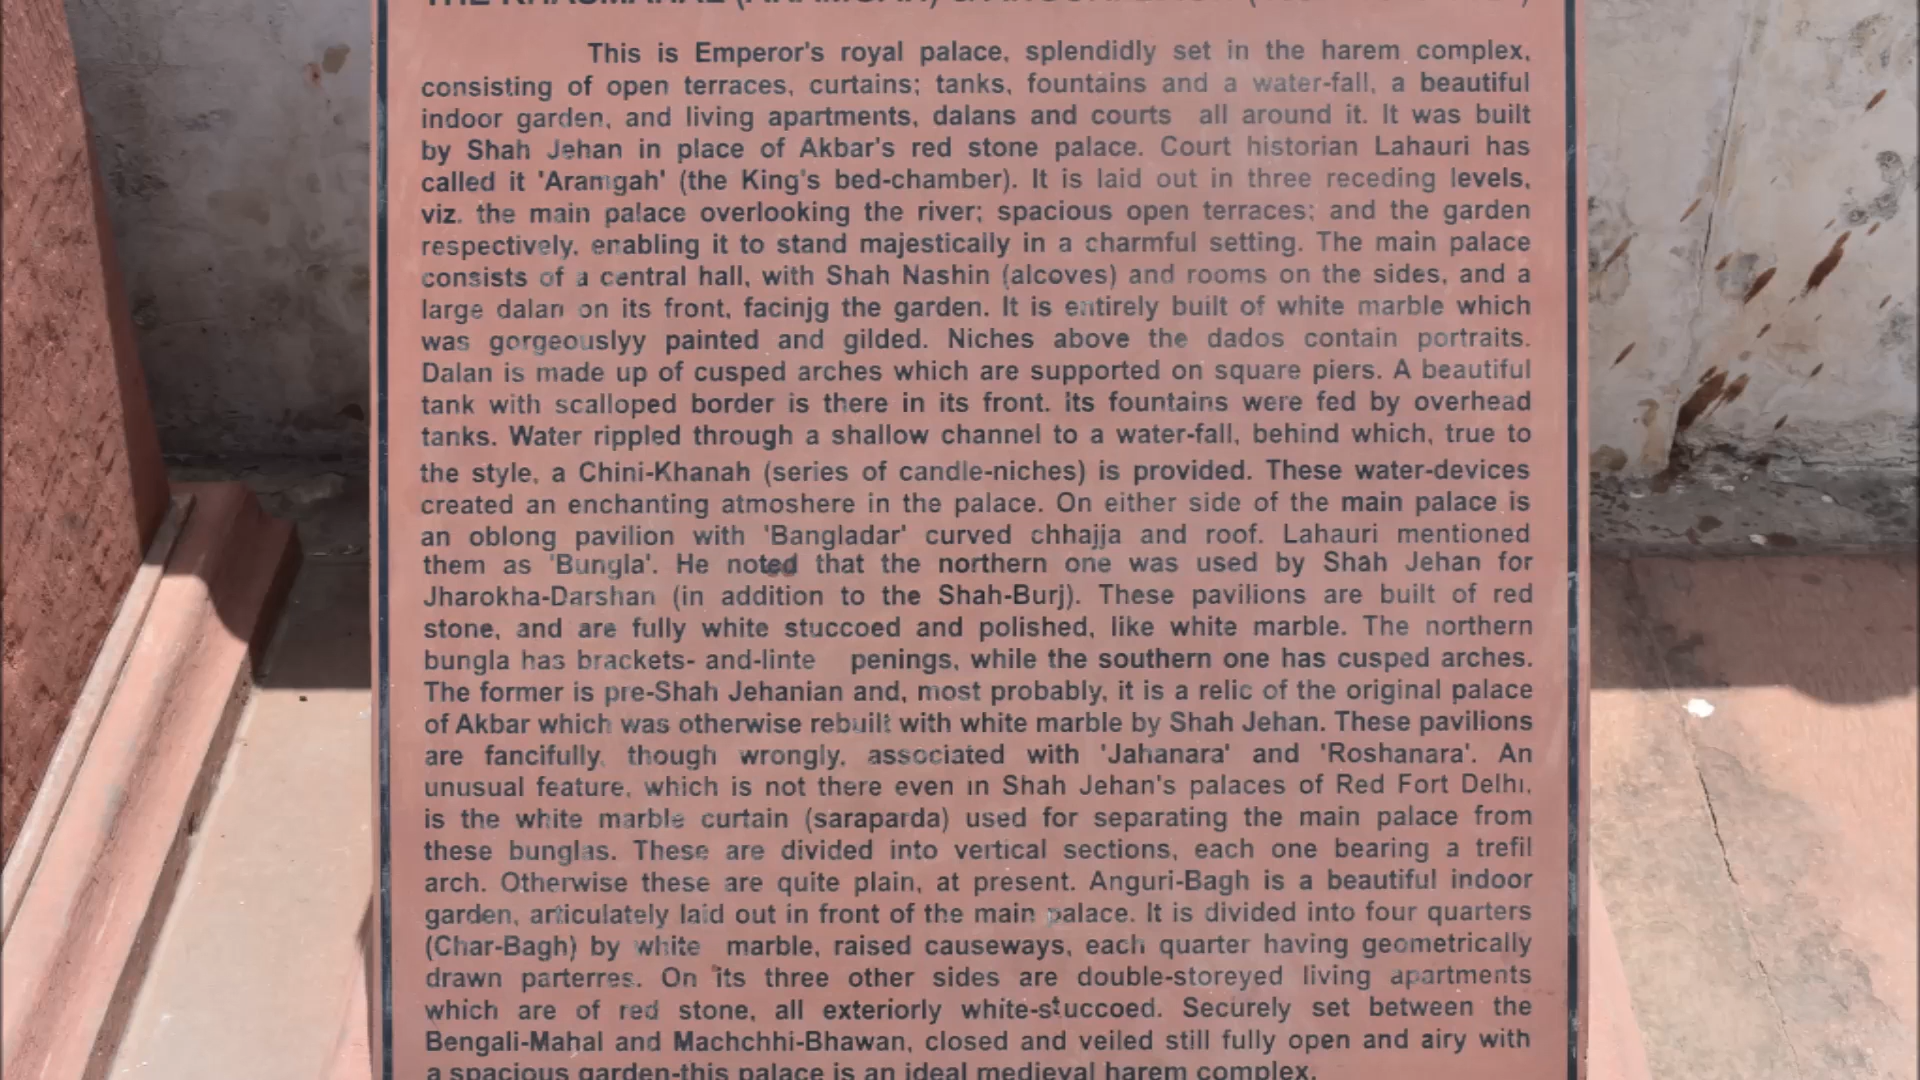 THE KHASMAHAL (ARAMGAH) & ANGURI-BAGH
This is Emperor's royal palace, splendidly set in the harem complex,
consisting of open terraces, curtains; tanks, fountains and a water-fall, a beautiful
indoor garden, and living apartments, dalans and courts all around it. It was built
by Shah Jehan in place of Akbar's red stone palace. Court historian Lahauri has
called it 'Aramgah' (the King's bed-chamber). It is laid out in three receding levels,
viz. the main palace overlooking the river; spacious open terraces; and the garden
respectively, enabling it to stand majestically in a charmful setting. The main palace
consists of a central hall, with Shah Nashin (alcoves) and rooms on the sides, and a
large dalan on its front, facinjg the garden. It is entirely built of white marble which
was gorgeouslyy painted and gilded. Niches above the dados contain portraits.
Dalan is made up of cusped arches which are supported on square piers. A beautiful
tank with scalloped border is there in its front. Its fountains were fed by overhead
tanks. Water rippled through a shallow channel to a water-fall, behind which, true to
the style, a Chini-Khanah (series of candle-niches) is provided. These water-devices
created an enchanting atmoshere in the palace. On either side of the main palace is
an oblong pavilion with 'Bangladar' curved chhajja and roof. Lahauri mentioned
them as 'Bungla'. He noted that the northern one was used by Shah Jehan for
Jharokha-Darshan (in addition to the Shah-Burj). These pavilions are built of red
stone, and are fully white stuccoed and polished, like white marble. The northern
bungla has brackets- and-linte penings, while the southern one has cusped arches.
The former is pre-Shah Jehanian and, most probably, it is a relic of the original palace
of Akbar which was otherwise rebuilt with white marble by Shah Jehan. These pavilions
are fancifully, though wrongly, associated with 'Jahanara' and 'Roshanara'. An
unusual feature, which is not there even in Shah Jehan's palaces of Red Fort Delhi,
is the white marble curtain (saraparda) used for separating the main palace from
these bunglas. These are divided into vertical sections, each one bearing a trefil
arch. Otherwise these are quite plain, at present. Anguri-Bagh is a beautiful indoor
garden, articulately laid out in front of the main palace. It is divided into four quarters
(Char-Bagh) by white marble, raised causeways, each quarter having geometrically
drawn parterres. On its three other sides are double-storeyed living apartments
which are of red stone, all exteriorly white-stuccoed. Securely set between the
Bengali-Mahal and Machchhi-Bhawan, closed and veiled still fully open and airy with
a spacious garden-this palace is an ideal medieval harem complex.